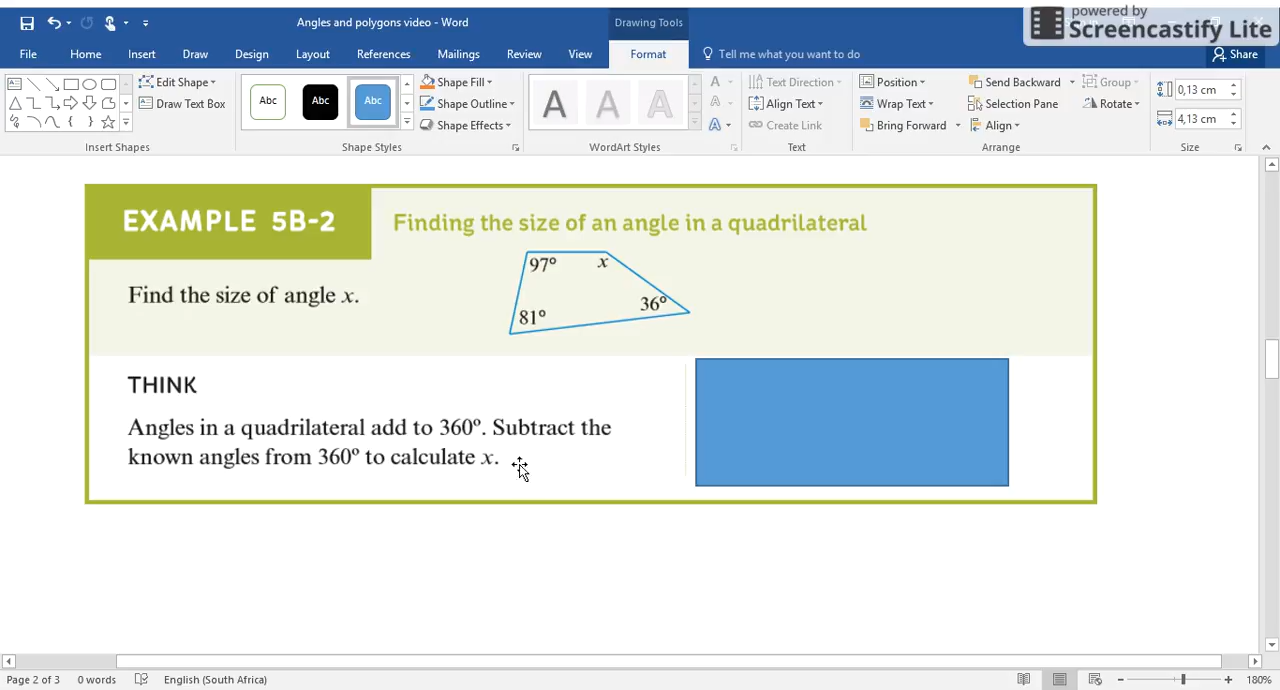 Angles and polygons video - Word
Drawing Tools
powered by
Screencastify Lite
File Home Insert Draw Design Layout References Mailings Review View Format Tell me what you want to do Share
Edit Shape
Draw Text Box
Insert Shapes
Abc Abc Abc
Shape Fill
Shape Outline
Shape Effects
Shape Styles
A A A
WordArt Styles
Text Direction
Align Text
Create Link
Text
Position
Wrap Text
Bring Forward
Send Backward
Selection Pane
Align
Group
Rotate
Arrange
0,13 cm
4,13 cm
Size
EXAMPLE 5B-2
Finding the size of an angle in a quadrilateral
Find the size of angle x.
97º x
36º
81º
THINK
Angles in a quadrilateral add to 360º. Subtract the
known angles from 360º to calculate x.
Page 2 of 3 0 words English (South Africa) 180%